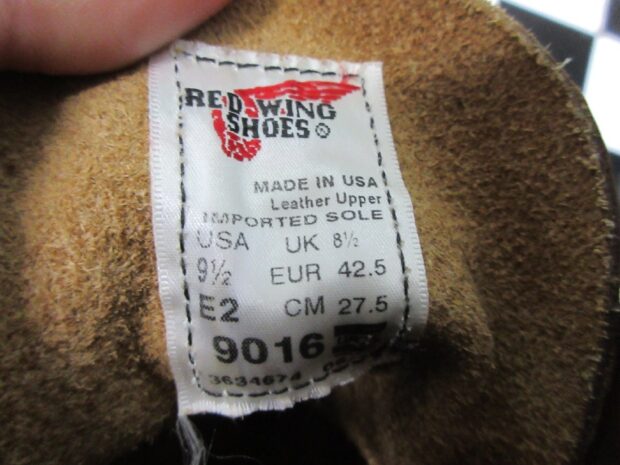 RED WING
SHOES ®
MADE IN USA
Leather Upper
IMPORTED SOLE
USA UK 8½
9½ EUR 42.5
E2 CM 27.5
9016
3634674